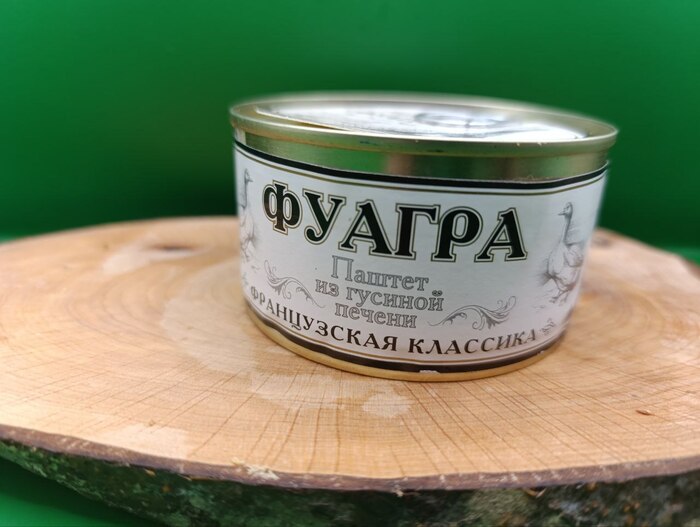 ФУАГРА
Паштет
из гусиной
печени
ФРАНЦУЗСКАЯ КЛАССИКА